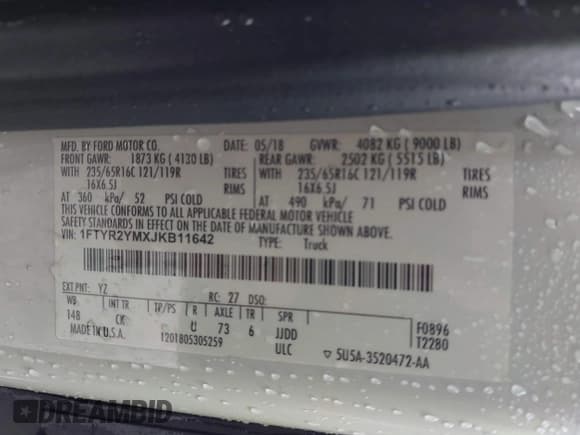 MFD. BY FORD MOTOR CO. DATE: 05/18 GVWR: 4082 KG ( 9000 LB)
FRONT GAWR: 1873 KG ( 4130 LB) REAR GAWR: 2502 KG ( 5515 LB)
WITH 235/65R16C 121/119R TIRES WITH 235/65R16C 121/119R TIRES
16X6.5J RIMS 16X6.5J RIMS
AT 360 kPa/ 52 PSI COLD AT 490 kPa/ 71 PSI COLD
THIS VEHICLE CONFORMS TO ALL APPLICABLE FEDERAL MOTOR VEHICLE
SAFETY STANDARDS IN EFFECT ON THE DATE OF MANUFACTURE SHOWN ABOVE.
VIN: 1FTYR2YMXJKB11642 TYPE: Truck
EXT PNT: YZ RC: 27 DSO:
WB INT TR TP/PS R AXLE TR SPR
148 CK U 73 6 JJDD F0896
MADE IN U.S.A. T201805305259 ULC T2280
5U5A-3520472-AA
DREAMBID